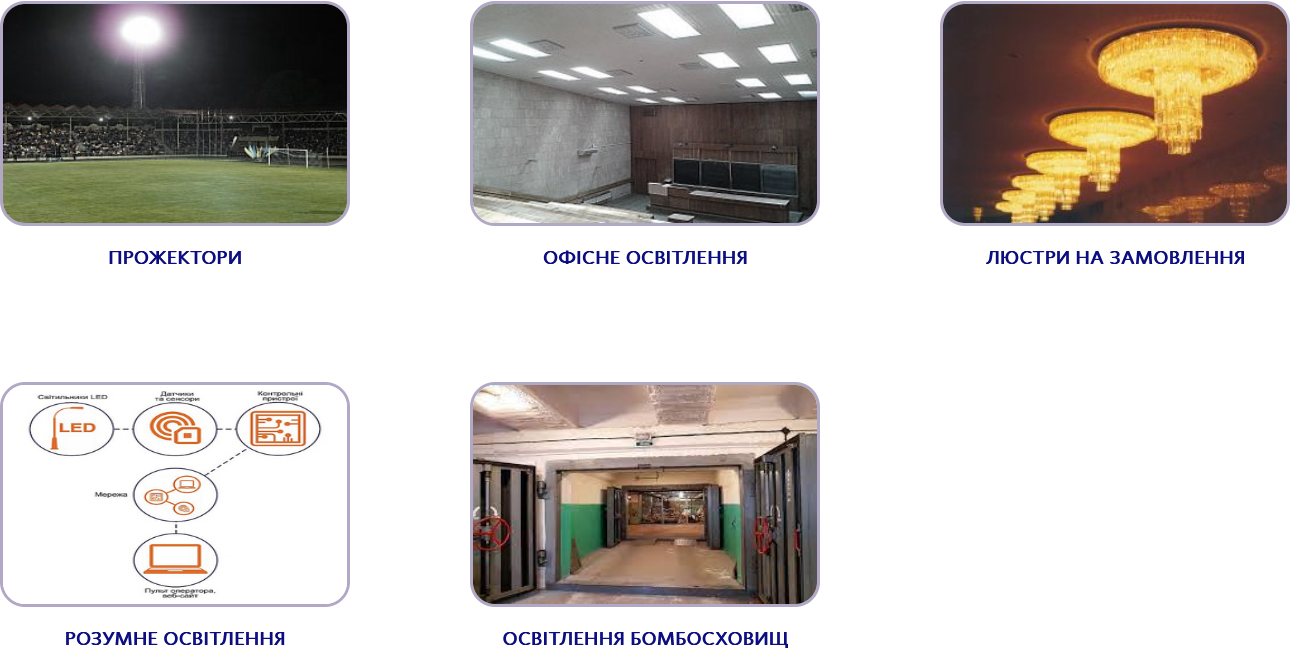 ПРОЖЕКТОРИ
ОФІСНЕ ОСВІТЛЕННЯ
ЛЮСТРИ НА ЗАМОВЛЕННЯ
Світильники LED
Датчики
та сенсори
Контрольні
пристрої
LED
Мережа
Пульт оператора,
веб-сайт
РОЗУМНЕ ОСВІТЛЕННЯ
ОСВІТЛЕННЯ БОМБОСХОВИЩ